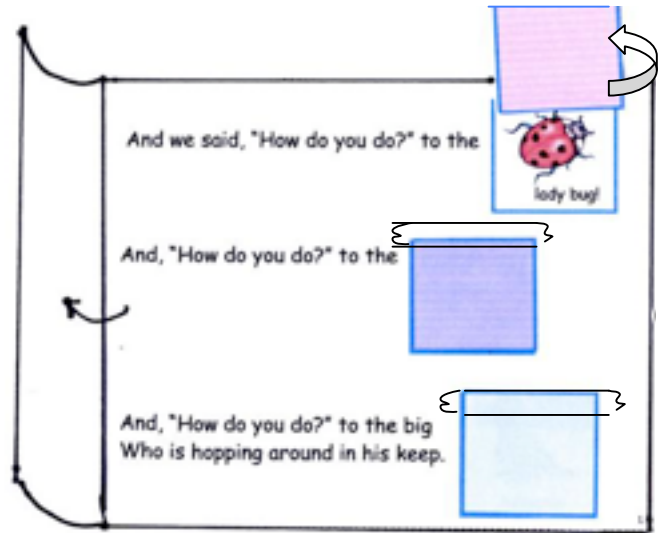 And we said, "How do you do?" to the
lady bug!
And, "How do you do?" to the
And, "How do you do?" to the big
Who is hopping around in his keep.